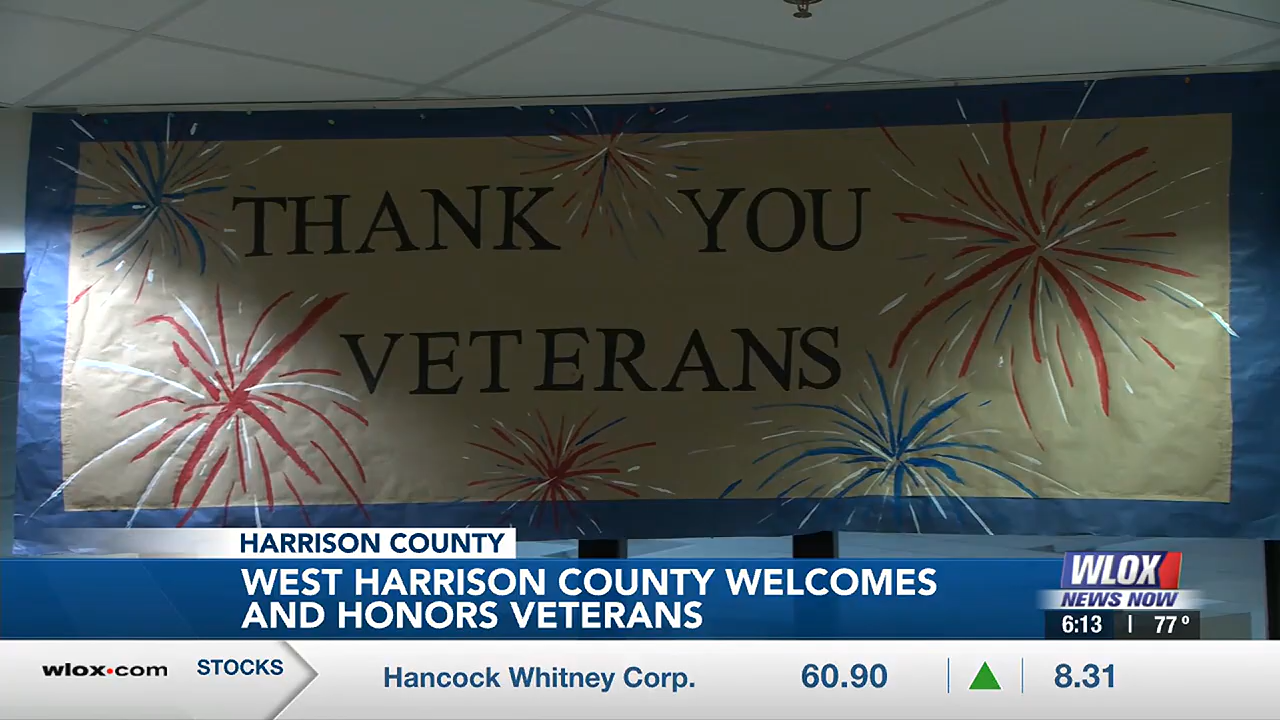 THANK YOU
VETERANS
HARRISON COUNTY
WEST HARRISON COUNTY WELCOMES
AND HONORS VETERANS
WLOX
NEWS NOW
6:13 | 77°
wlox.com STOCKS Hancock Whitney Corp. 60.90 8.31